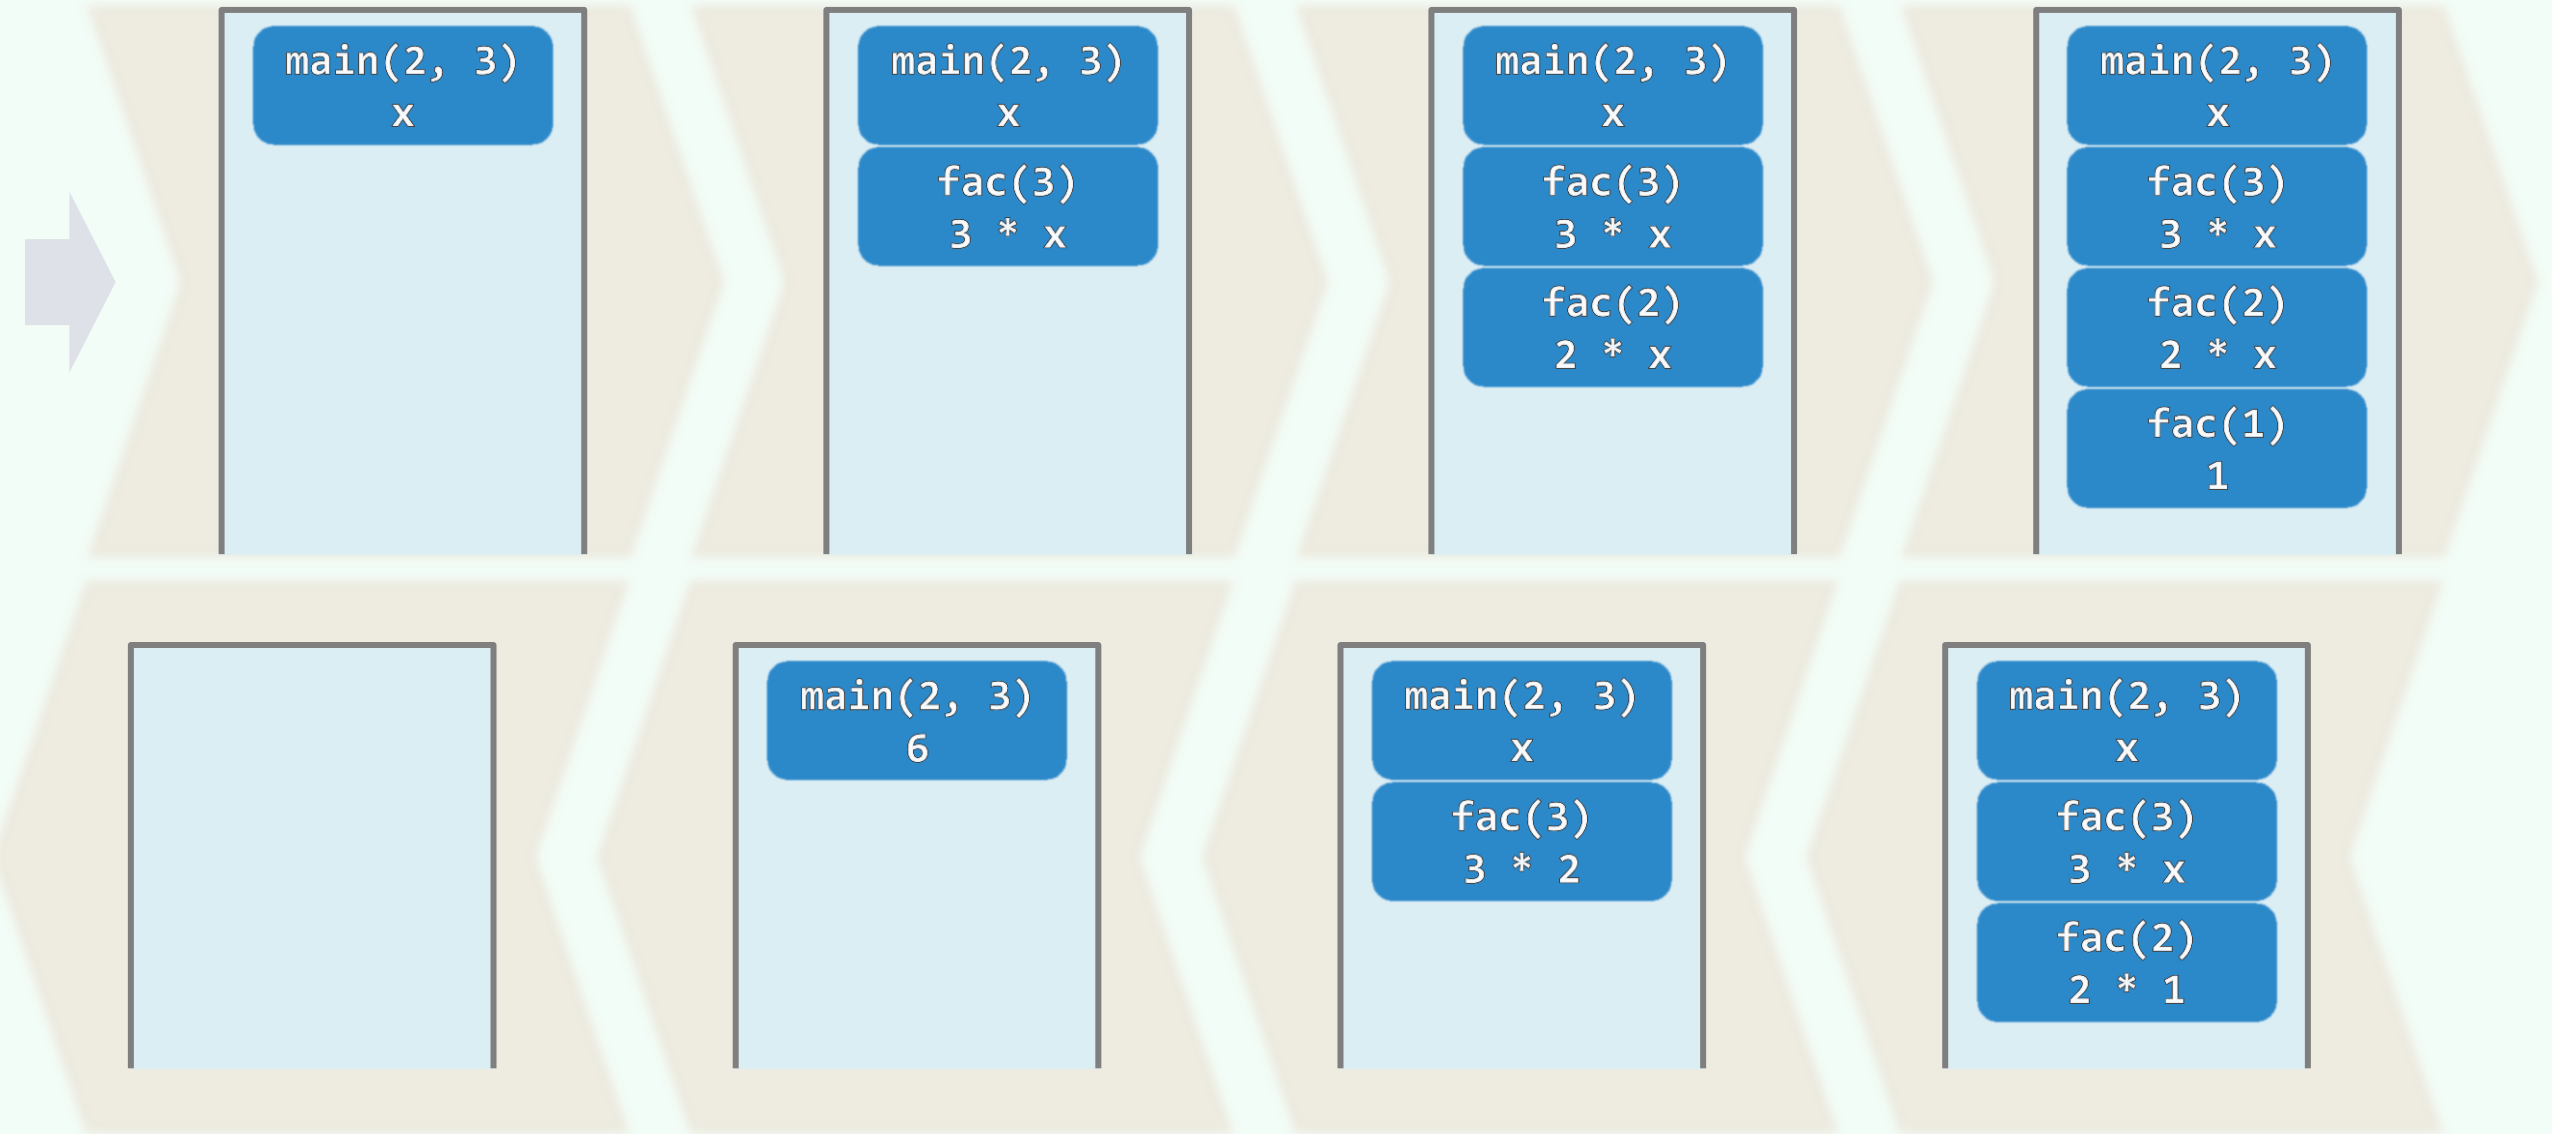 main(2, 3)
x
main(2, 3)
x
fac(3)
3 * x
main(2, 3)
x
fac(3)
3 * x
fac(2)
2 * x
main(2, 3)
x
fac(3)
3 * x
fac(2)
2 * x
fac(1)
1
main(2, 3)
6
main(2, 3)
x
fac(3)
3 * 2
main(2, 3)
x
fac(3)
3 * x
fac(2)
2 * 1